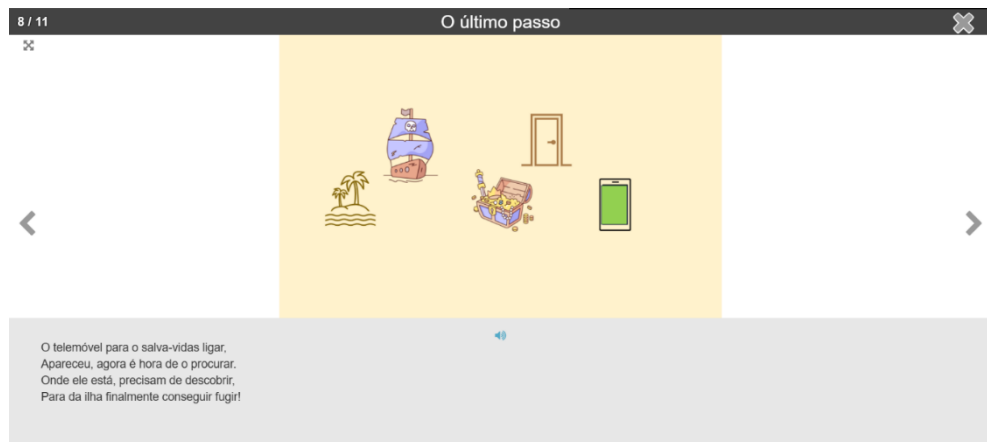 8 / 11
O último passo
O telemóvel para o salva-vidas ligar,
Apareceu, agora é hora de o procurar.
Onde ele está, precisam de descobrir,
Para da ilha finalmente conseguir fugir!